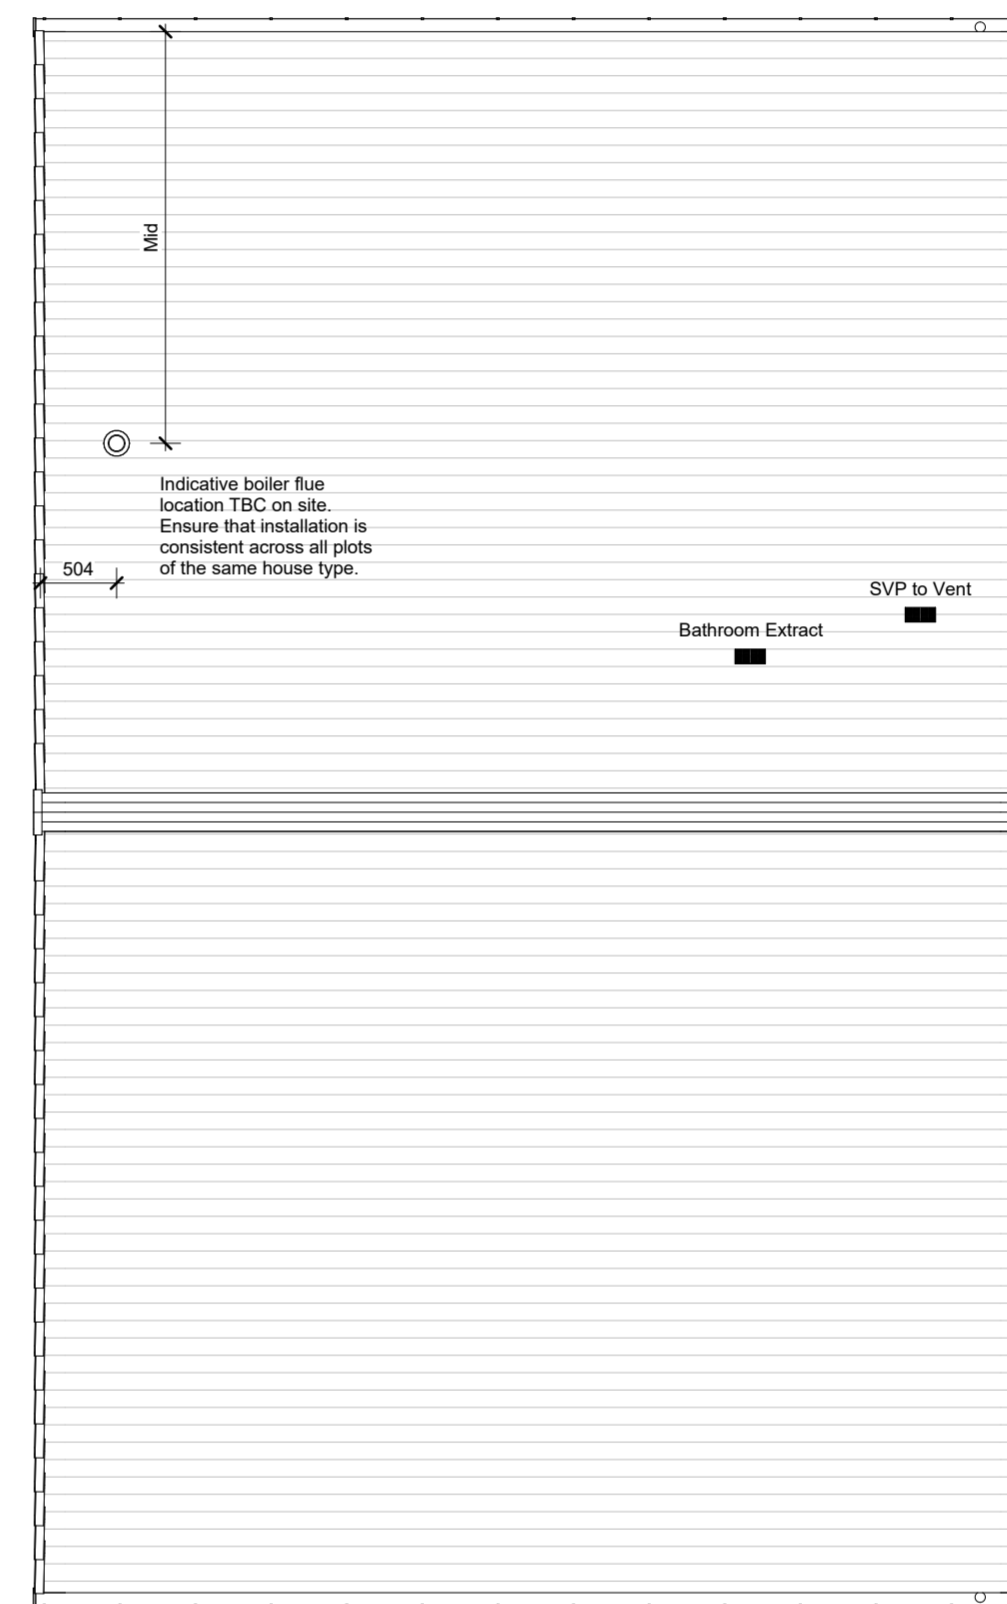 Mid
Indicative boiler flue
location TBC on site.
Ensure that installation is
consistent across all plots
of the same house type.
504
SVP to Vent
Bathroom Extract